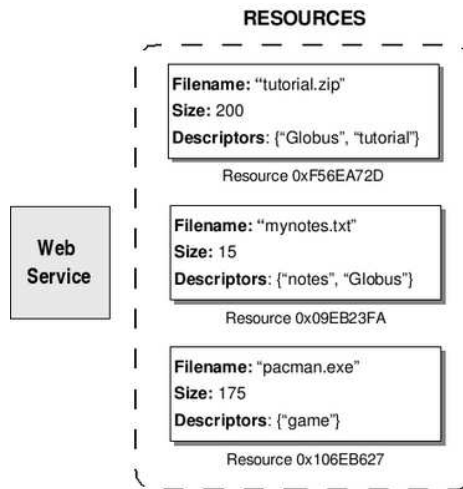 RESOURCES
Filename: “tutorial.zip”
Size: 200
Descriptors: {“Globus”, “tutorial”}
Resource 0xF56EA72D
Web
Service
Filename: “mynotes.txt”
Size: 15
Descriptors: {“notes”, “Globus”}
Resource 0x09EB23FA
Filename: “pacman.exe”
Size: 175
Descriptors: {“game”}
Resource 0x106EB627